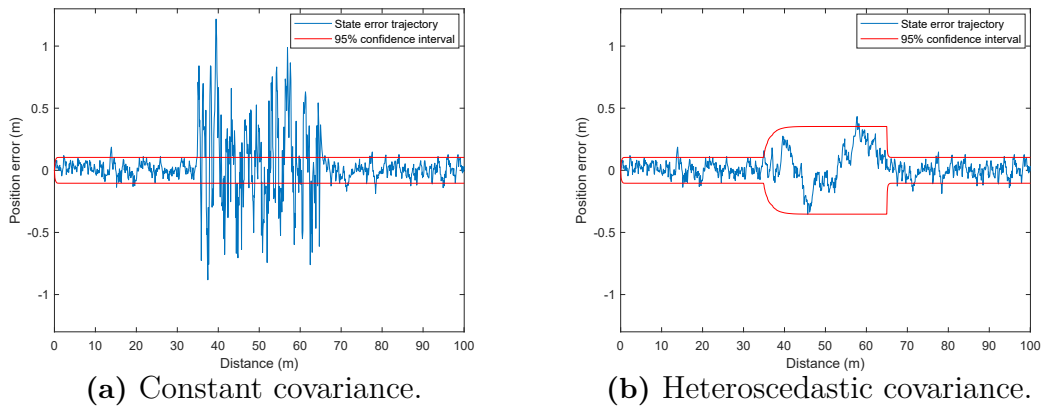 State error trajectory
95% confidence interval
Position error (m)
1
0.5
0
-0.5
-1
0 10 20 30 40 50 60 70 80 90 100
Distance (m)
(a) Constant covariance.
State error trajectory
95% confidence interval
Position error (m)
1
0.5
0
-0.5
-1
0 10 20 30 40 50 60 70 80 90 100
Distance (m)
(b) Heteroscedastic covariance.